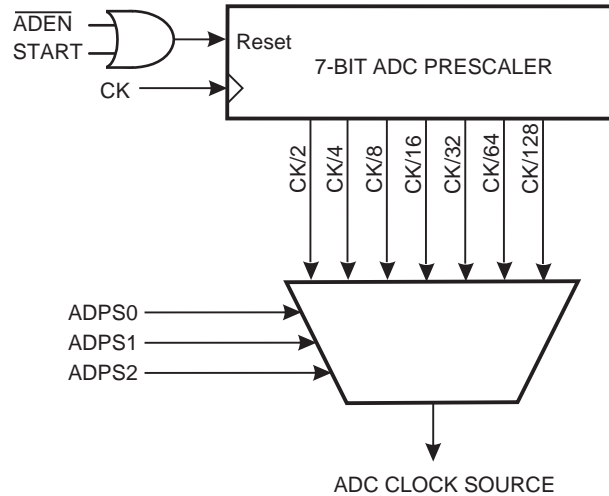 ADEN
START
Reset
7-BIT ADC PRESCALER
CK
CK/2
CK/4
CK/8
CK/16
CK/32
CK/64
CK/128
ADPS0
ADPS1
ADPS2
ADC CLOCK SOURCE